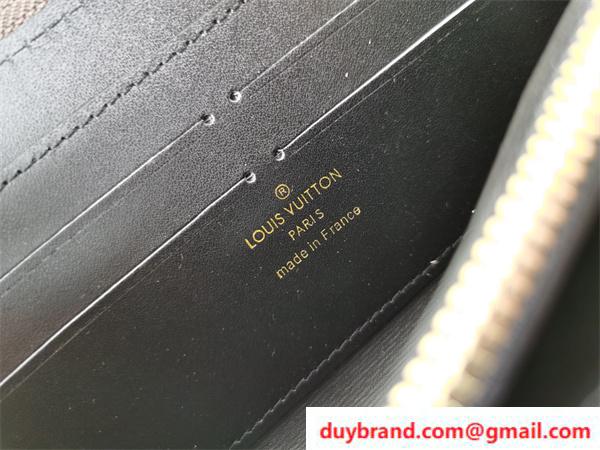 ®
LOUIS VUITTON
PARIS
made in France
duybrand.com@gmail.com